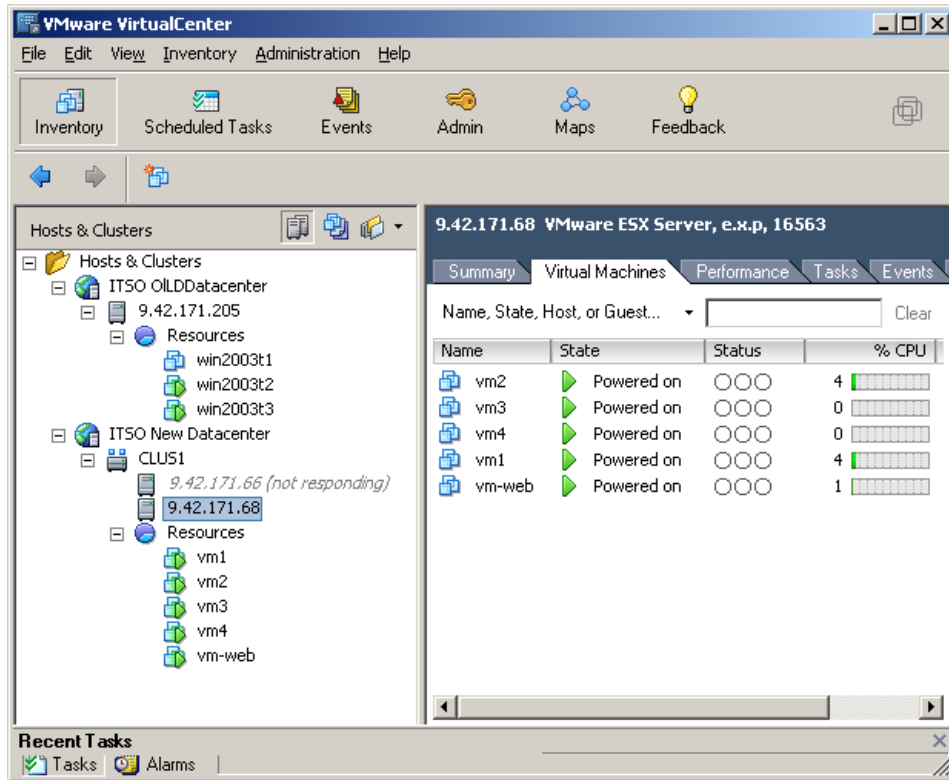 VMware VirtualCenter
File Edit View Inventory Administration Help
Inventory Scheduled Tasks Events Admin Maps Feedback
Hosts & Clusters
Hosts & Clusters
ITSO OlLDDatacenter
9.42.171.205
Resources
win2003t1
win2003t2
win2003t3
ITSO New Datacenter
CLUS1
9.42.171.66 (not responding)
9.42.171.68
Resources
vm1
vm2
vm3
vm4
vm-web
9.42.171.68 VMware ESX Server, e.x.p, 16563
Summary Virtual Machines Performance Tasks Events
Name, State, Host, or Guest... Clear
Name State Status % CPU
vm2 Powered on 4
vm3 Powered on 0
vm4 Powered on 0
vm1 Powered on 4
vm-web Powered on 1
Recent Tasks
Tasks Alarms